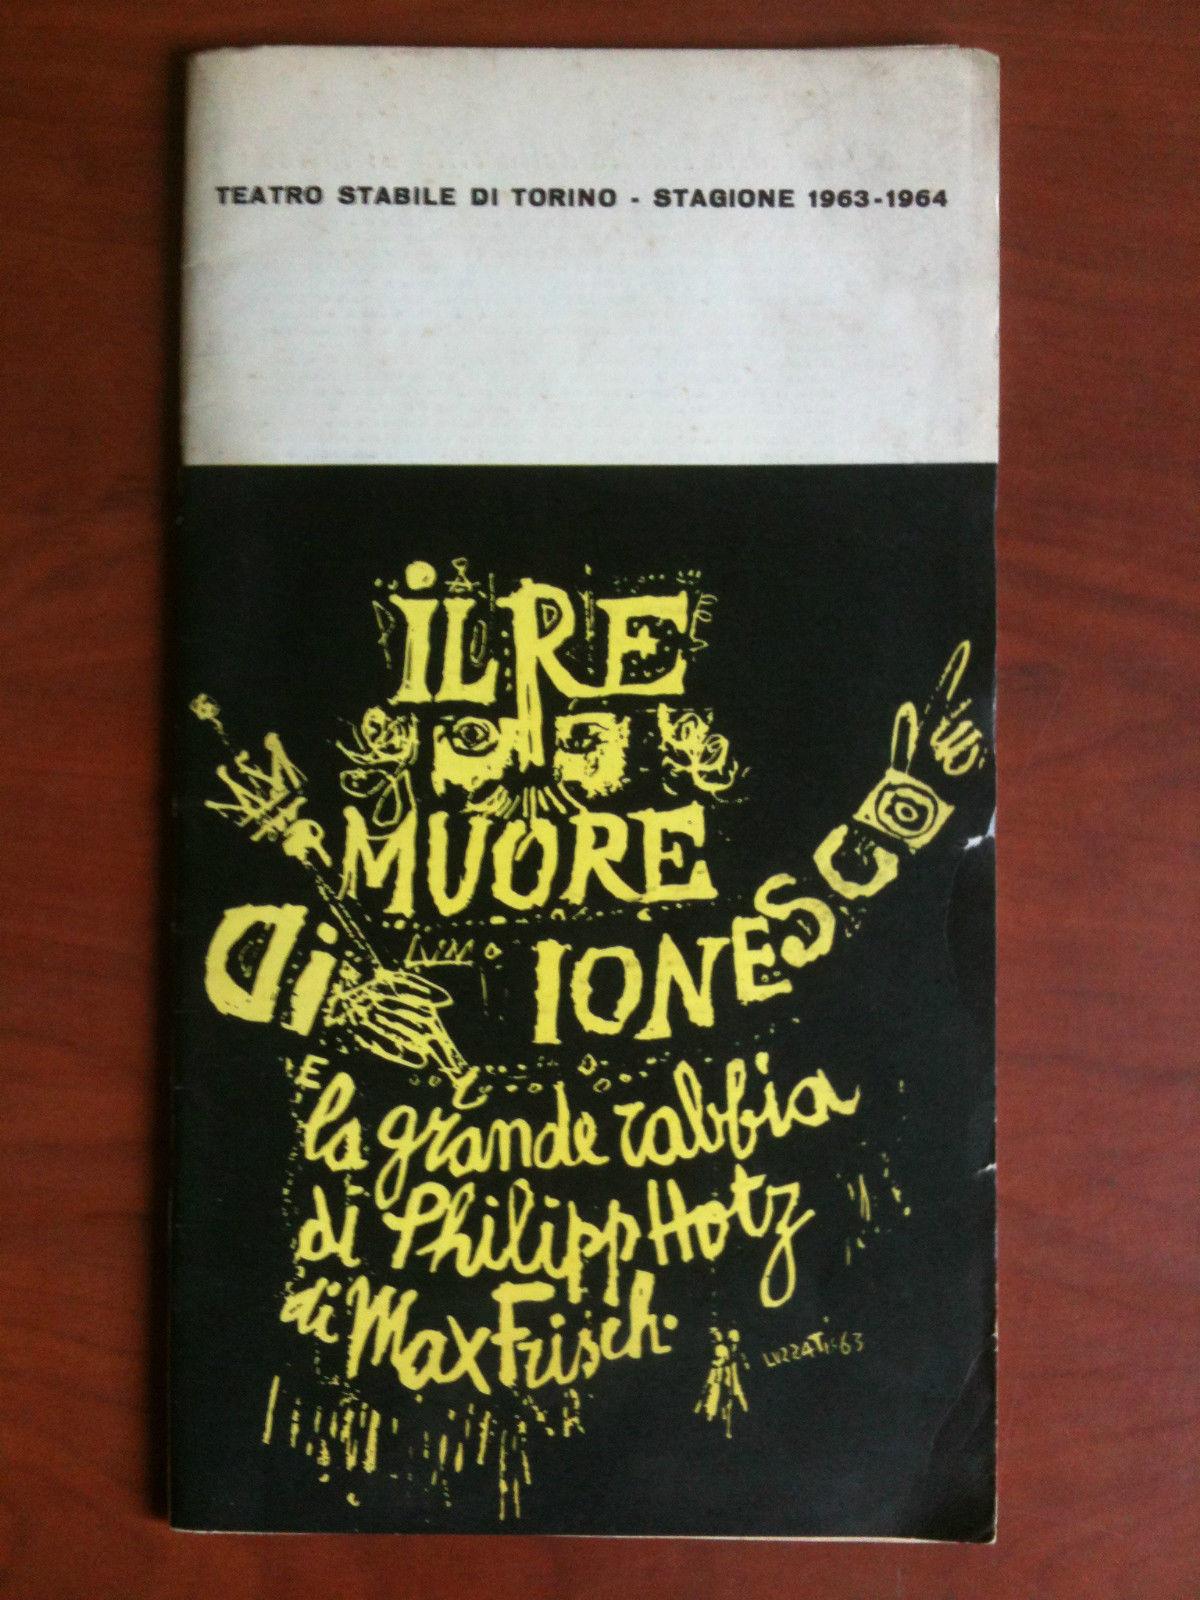 TEATRO STABILE DI TORINO - STAGIONE 1963-1964
iL RE
MUORE
Di IONESCO
E
la grande rabbia
di Philipp Hotz
di Max Frisch.
LUZZATI-63